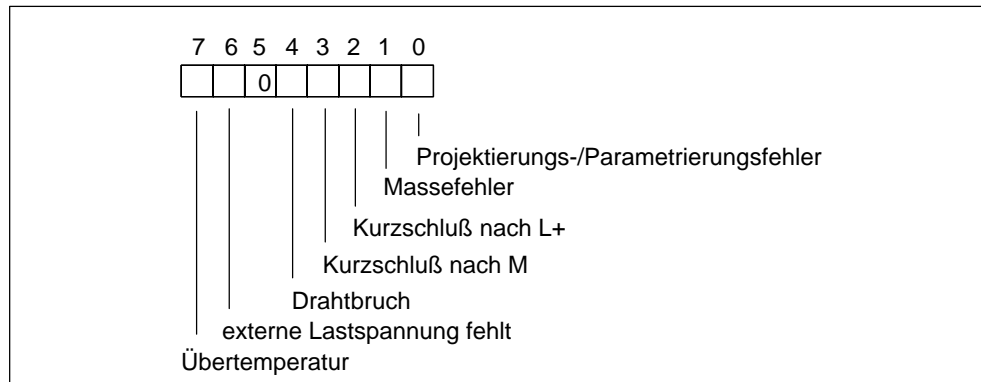 7 6 5 4 3 2 1 0
0
Projektierungs-/Parametrierungsfehler
Massefehler
Kurzschluß nach L+
Kurzschluß nach M
Drahtbruch
externe Lastspannung fehlt
Übertemperatur